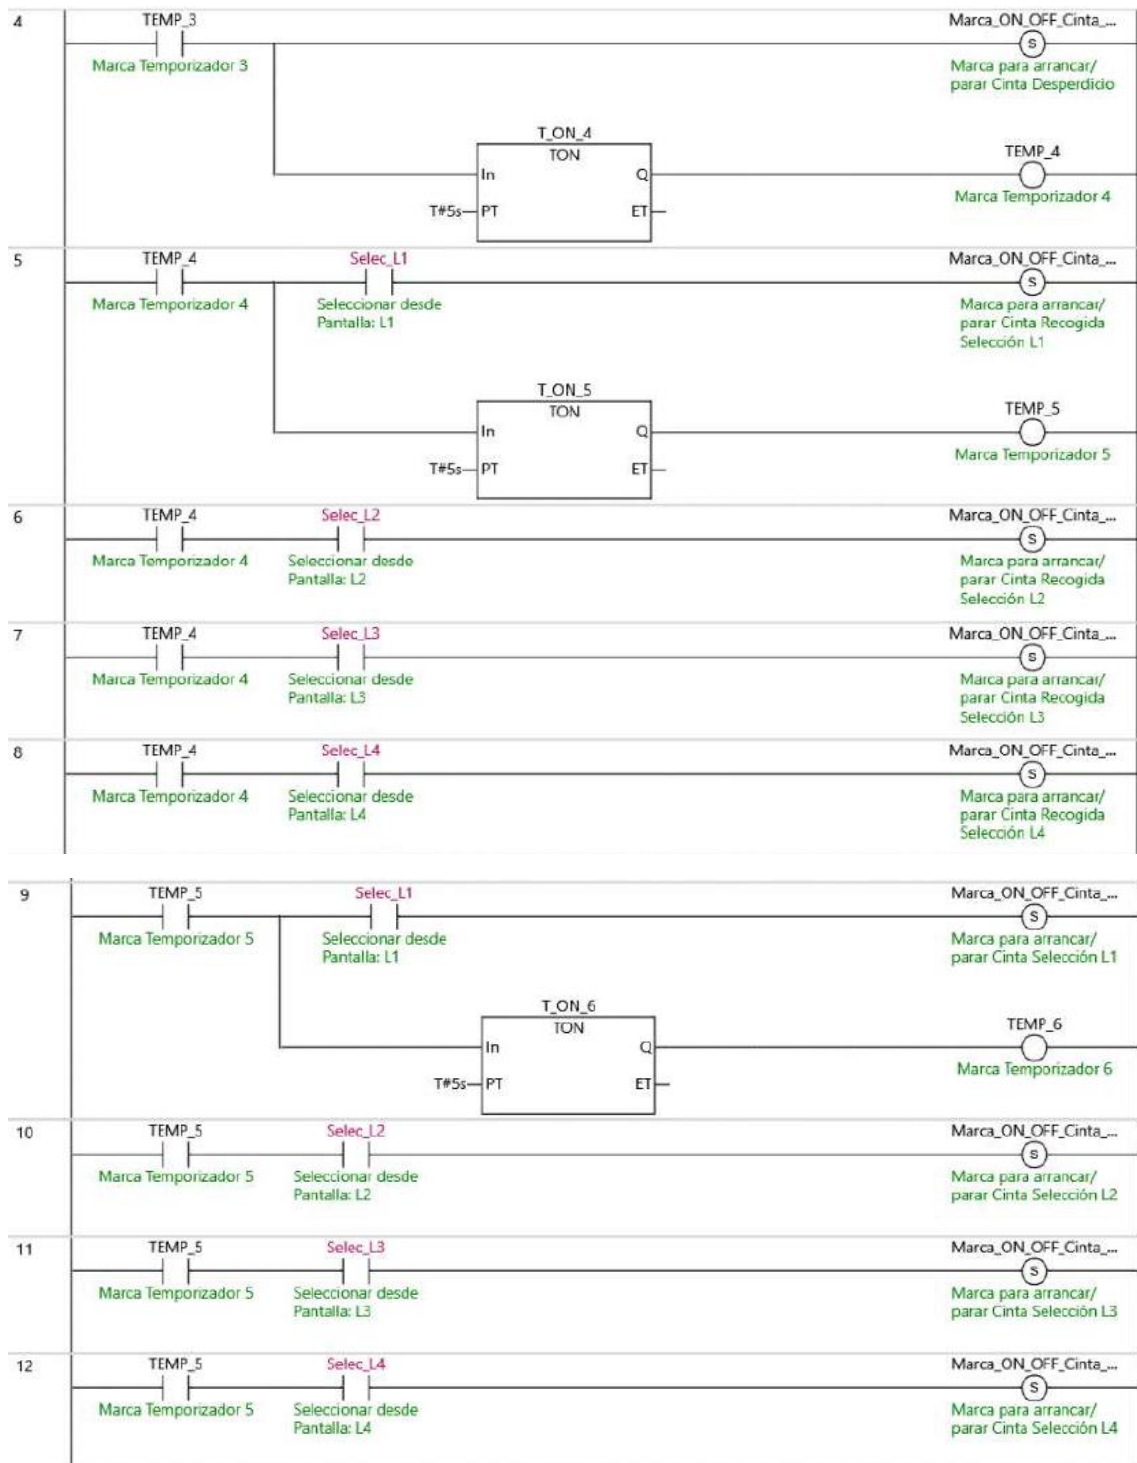 4
TEMP_3
Marca_ON_OFF_Cinta_...
S
Marca Temporizador 3
Marca para arrancar/
parar Cinta Desperdicio
T_ON_4
TON
TEMP_4
In
Q
Marca Temporizador 4
T#5s
PT
ET
5
TEMP_4
Selec_L1
Marca_ON_OFF_Cinta_...
S
Marca Temporizador 4
Seleccionar desde
Pantalla: L1
Marca para arrancar/
parar Cinta Recogida
Selección L1
T_ON_5
TON
TEMP_5
In
Q
Marca Temporizador 5
T#5s
PT
ET
6
TEMP_4
Selec_L2
Marca_ON_OFF_Cinta_...
S
Marca Temporizador 4
Seleccionar desde
Pantalla: L2
Marca para arrancar/
parar Cinta Recogida
Selección L2
7
TEMP_4
Selec_L3
Marca_ON_OFF_Cinta_...
S
Marca Temporizador 4
Seleccionar desde
Pantalla: L3
Marca para arrancar/
parar Cinta Recogida
Selección L3
8
TEMP_4
Selec_L4
Marca_ON_OFF_Cinta_...
S
Marca Temporizador 4
Seleccionar desde
Pantalla: L4
Marca para arrancar/
parar Cinta Recogida
Selección L4
9
TEMP_5
Selec_L1
Marca_ON_OFF_Cinta_...
S
Marca Temporizador 5
Seleccionar desde
Pantalla: L1
Marca para arrancar/
parar Cinta Selección L1
T_ON_6
TON
TEMP_6
In
Q
Marca Temporizador 6
T#5s
PT
ET
10
TEMP_5
Selec_L2
Marca_ON_OFF_Cinta_...
S
Marca Temporizador 5
Seleccionar desde
Pantalla: L2
Marca para arrancar/
parar Cinta Selección L2
11
TEMP_5
Selec_L3
Marca_ON_OFF_Cinta_...
S
Marca Temporizador 5
Seleccionar desde
Pantalla: L3
Marca para arrancar/
parar Cinta Selección L3
12
TEMP_5
Selec_L4
Marca_ON_OFF_Cinta_...
S
Marca Temporizador 5
Seleccionar desde
Pantalla: L4
Marca para arrancar/
parar Cinta Selección L4